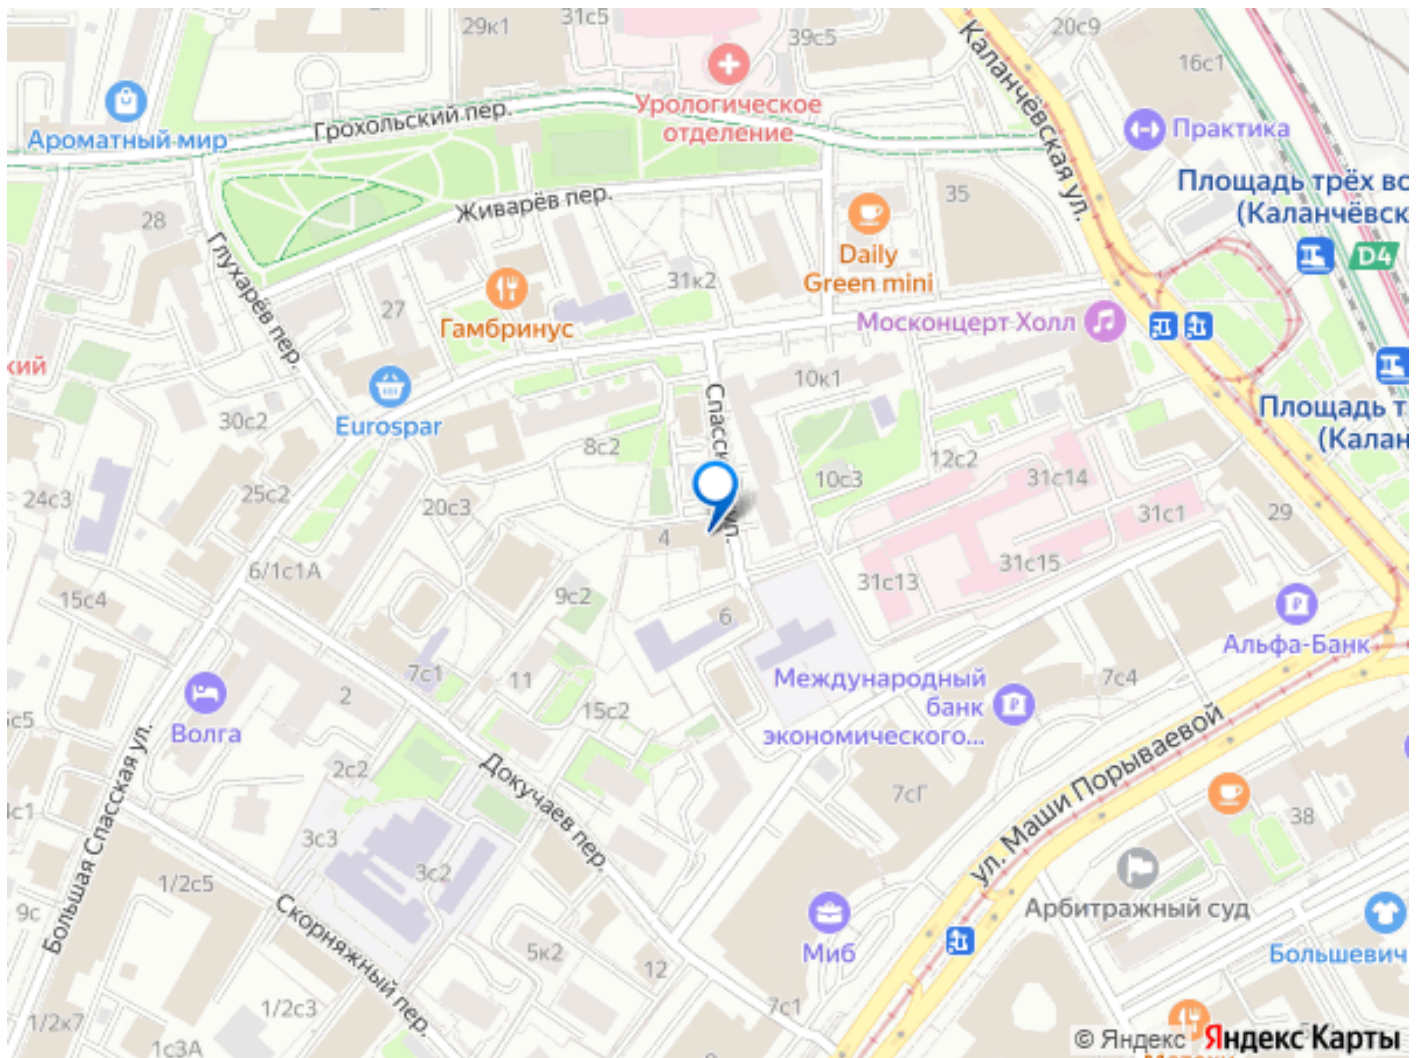 31с5
29к1
39с5
20с9
16с1
Каланчёвская ул.
Урологическое
отделение
Ароматный мир
Грохольский пер.
Практика
Площадь трёх во
(Каланчёвск
D4
Живарёв пер.
35
28
Daily
Green mini
Глухарёв пер.
31к2
27
Гамбринус
Москонцерт Холл
кий
10к1
Площадь т
(Калан
Eurospar
30с2
8с2
12с2
10с3
31с14
24с3
25с2
20с3
31с1
29
4
ул.
6/1с1А
31с15
31с13
15с4
9с2
6
Альфа-Банк
7с1
11
2
Международный
банк
экономического...
7с4
15с2
Волга
2с2
Докучаев пер.
7сГ
ул. Маши Порываевой
38
Большая Спасская ул.
3с3
3с2
1/2с5
Арбитражный суд
9с
Скорняжный пер.
Миб
5к2
12
Большевич
1/2с3
7с1
1/2к7
1с3А
© Яндекс Яндекс Карты